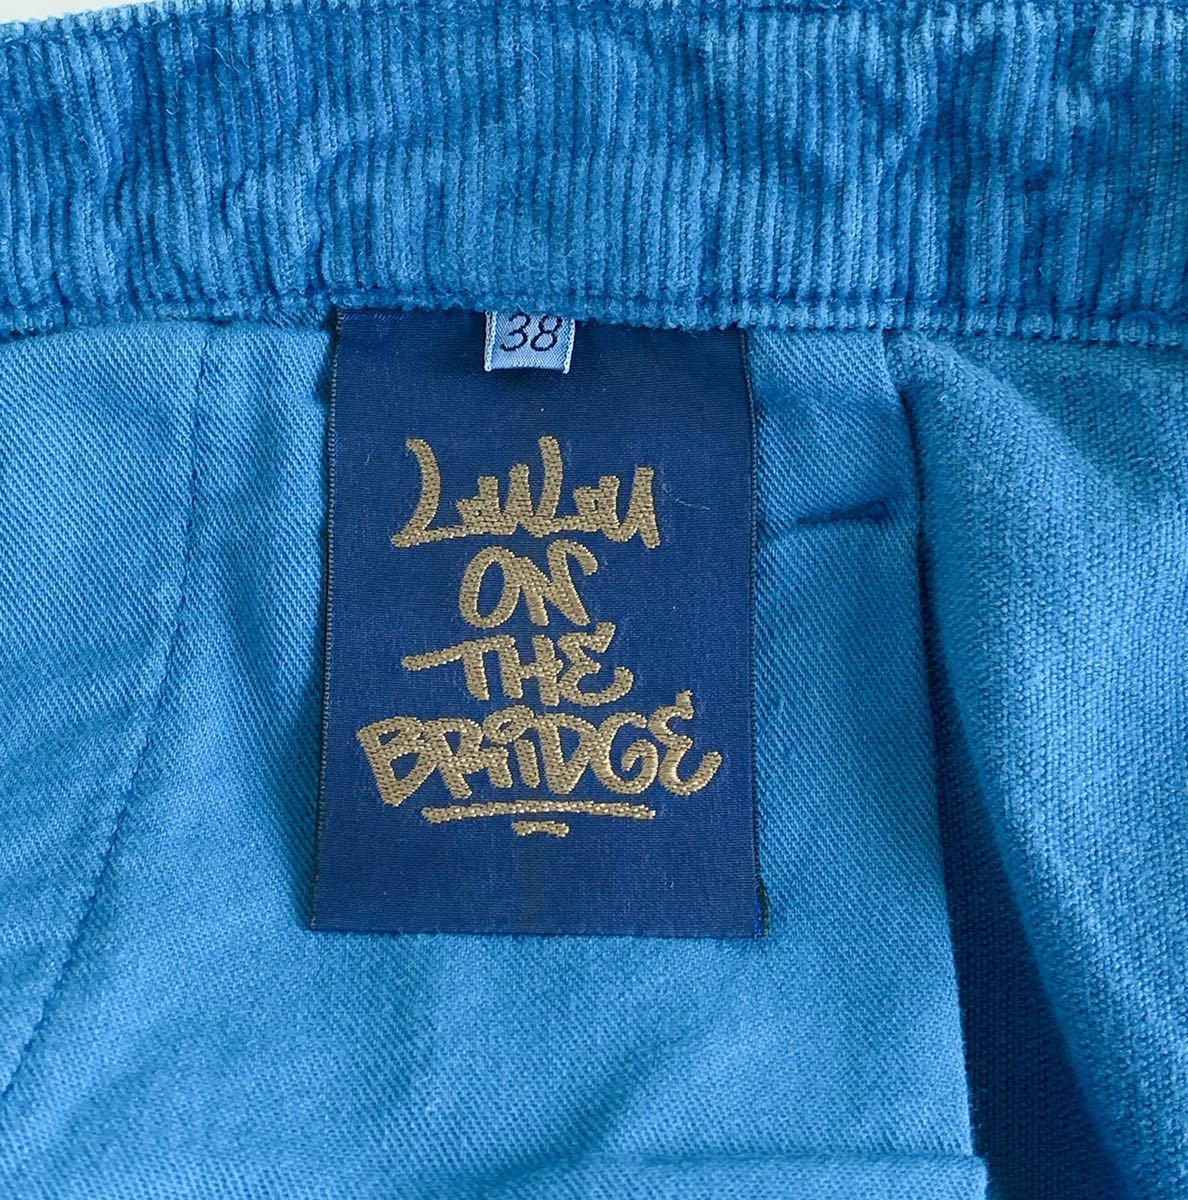 38
LuLu
ON
THE
BRIDGE